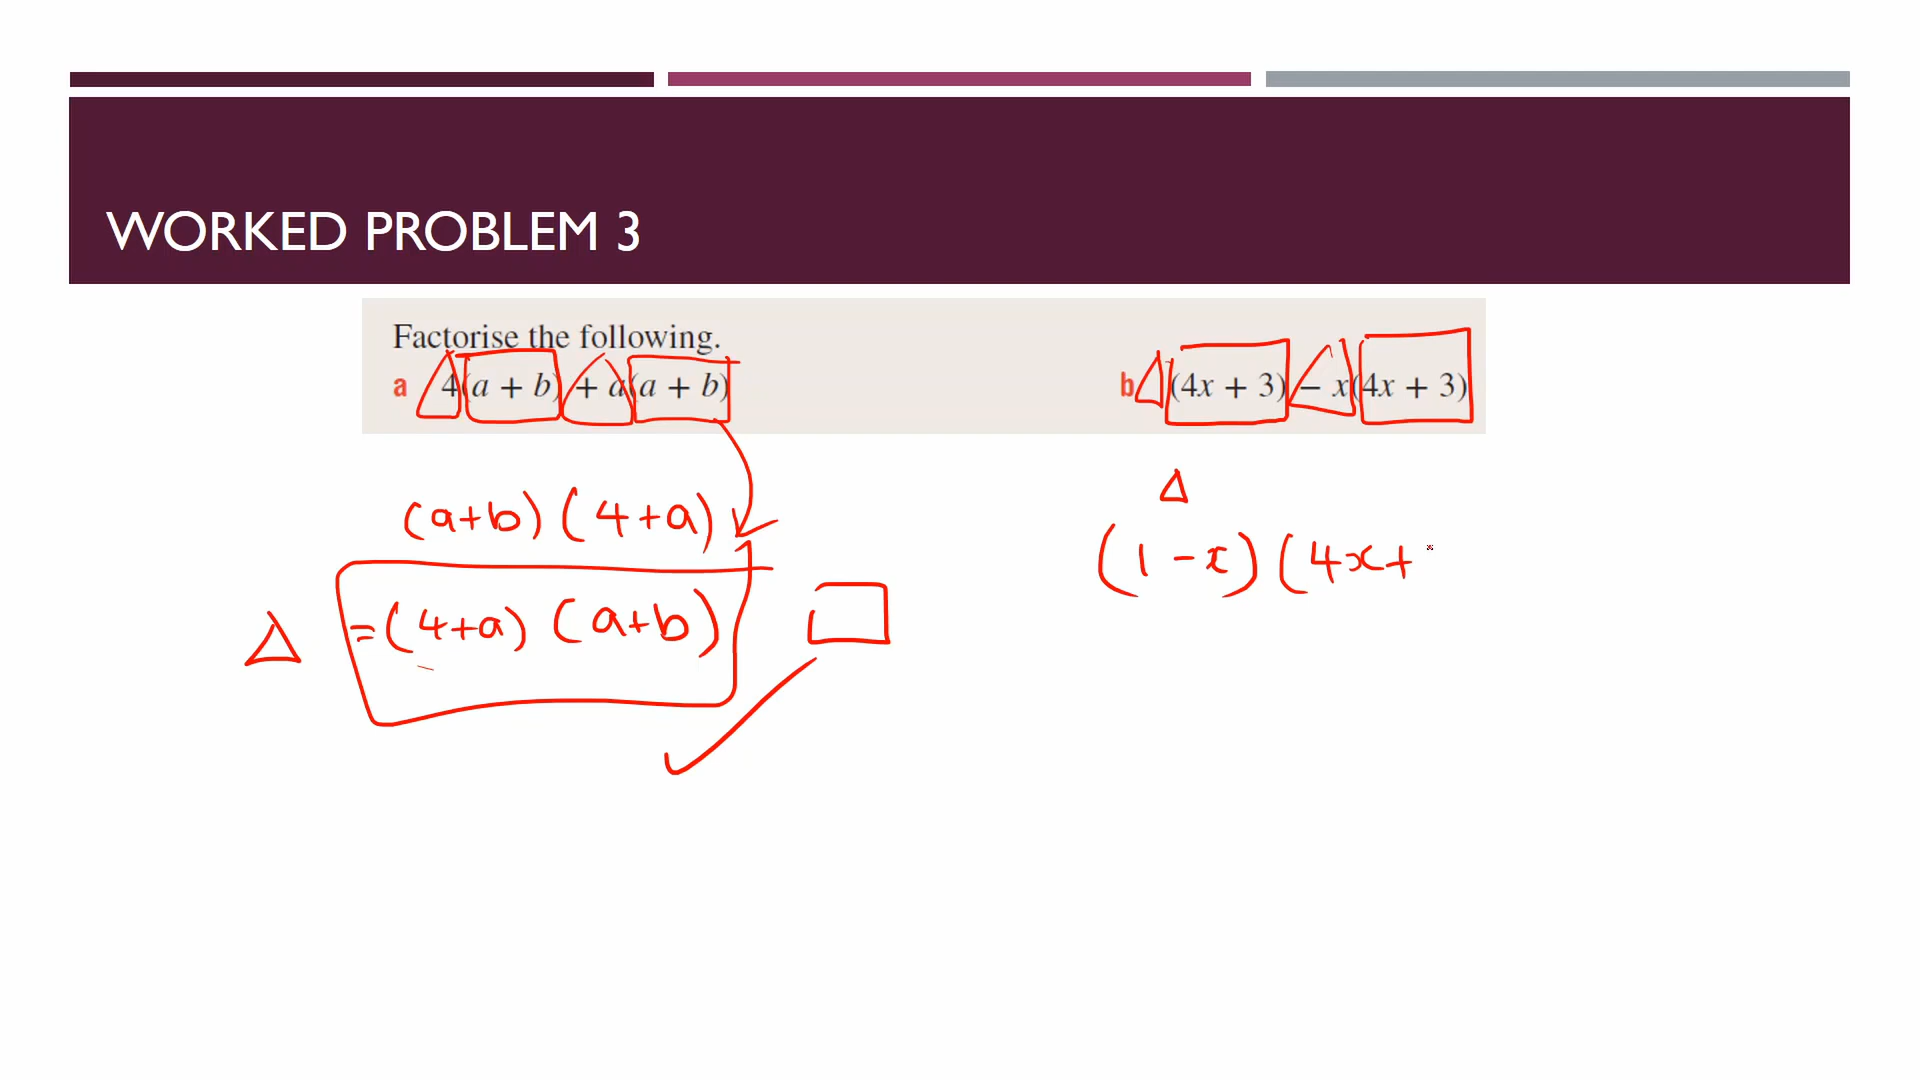 WORKED PROBLEM 3
Factorise the following.
a 4(a + b) + a(a + b)
b (4x + 3) − x(4x + 3)
(a+b)(4+a)
=(4+a)(a+b)
Δ
(1-x)(4x+